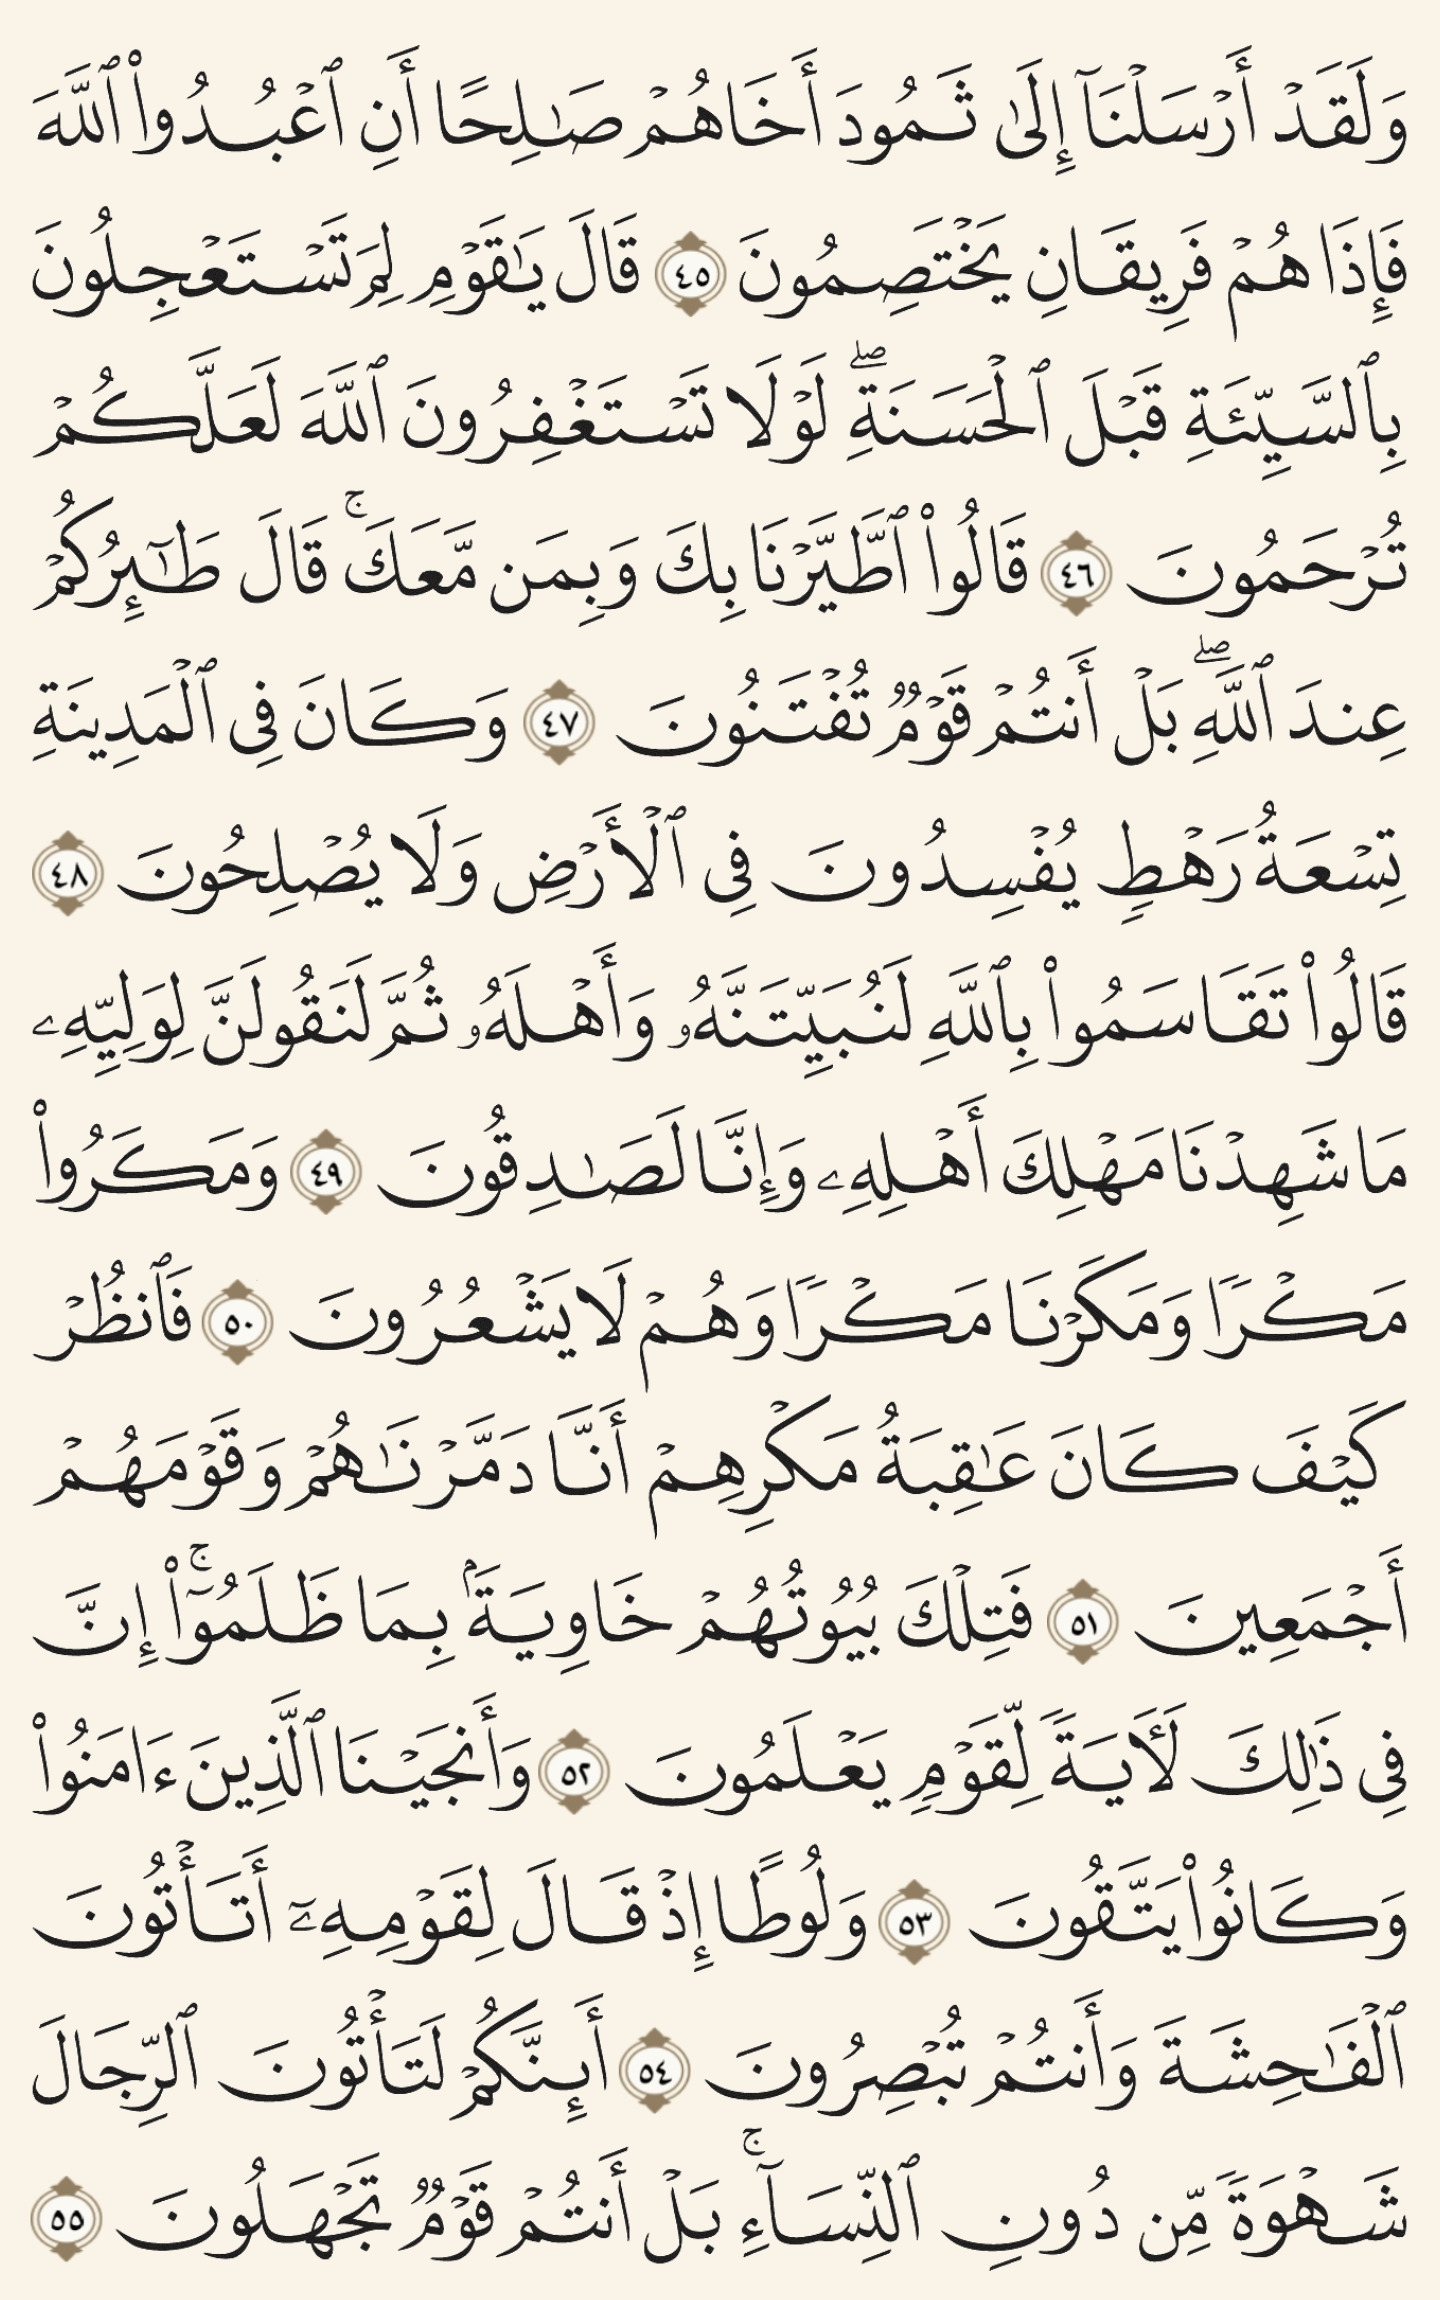 وَلَقَدۡ أَرۡسَلۡنَآ إِلَىٰ ثَمُودَ أَخَاهُمۡ صَٰلِحًا أَنِ ٱعۡبُدُواْ ٱللَّهَ
فَإِذَا هُمۡ فَرِيقَانِ يَخۡتَصِمُونَ ٤٥ قَالَ يَٰقَوۡمِ لِمَ تَسۡتَعۡجِلُونَ
بِٱلسَّيِّئَةِ قَبۡلَ ٱلۡحَسَنَةِۖ لَوۡلَا تَسۡتَغۡفِرُونَ ٱللَّهَ لَعَلَّكُمۡ
تُرۡحَمُونَ ٤٦ قَالُواْ ٱطَّيَّرۡنَا بِكَ وَبِمَن مَّعَكَۚ قَالَ طَٰٓئِرُكُمۡ
عِندَ ٱللَّهِۖ بَلۡ أَنتُمۡ قَوۡمٞ تُفۡتَنُونَ ٤٧ وَكَانَ فِي ٱلۡمَدِينَةِ
تِسۡعَةُ رَهۡطٖ يُفۡسِدُونَ فِي ٱلۡأَرۡضِ وَلَا يُصۡلِحُونَ ٤٨
قَالُواْ تَقَاسَمُواْ بِٱللَّهِ لَنُبَيِّتَنَّهُۥ وَأَهۡلَهُۥ ثُمَّ لَنَقُولَنَّ لِوَلِيِّهِۦ
مَا شَهِدۡنَا مَهۡلِكَ أَهۡلِهِۦ وَإِنَّا لَصَٰدِقُونَ ٤٩ وَمَكَرُواْ
مَكۡرٗا وَمَكَرۡنَا مَكۡرٗا وَهُمۡ لَا يَشۡعُرُونَ ٥٠ فَٱنظُرۡ
كَيۡفَ كَانَ عَٰقِبَةُ مَكۡرِهِمۡ أَنَّا دَمَّرۡنَٰهُمۡ وَقَوۡمَهُمۡ
أَجۡمَعِينَ ٥١ فَتِلۡكَ بُيُوتُهُمۡ خَاوِيَةَۢ بِمَا ظَلَمُوٓاْۚ إِنَّ
فِي ذَٰلِكَ لَأٓيَةٗ لِّقَوۡمٖ يَعۡلَمُونَ ٥٢ وَأَنجَيۡنَا ٱلَّذِينَ ءَامَنُواْ
وَكَانُواْ يَتَّقُونَ ٥٣ وَلُوطًا إِذۡ قَالَ لِقَوۡمِهِۦٓ أَتَأۡتُونَ
ٱلۡفَٰحِشَةَ وَأَنتُمۡ تُبۡصِرُونَ ٥٤ أَئِنَّكُمۡ لَتَأۡتُونَ ٱلرِّجَالَ
شَهۡوَةٗ مِّن دُونِ ٱلنِّسَآءِۚ بَلۡ أَنتُمۡ قَوۡمٞ تَجۡهَلُونَ ٥٥